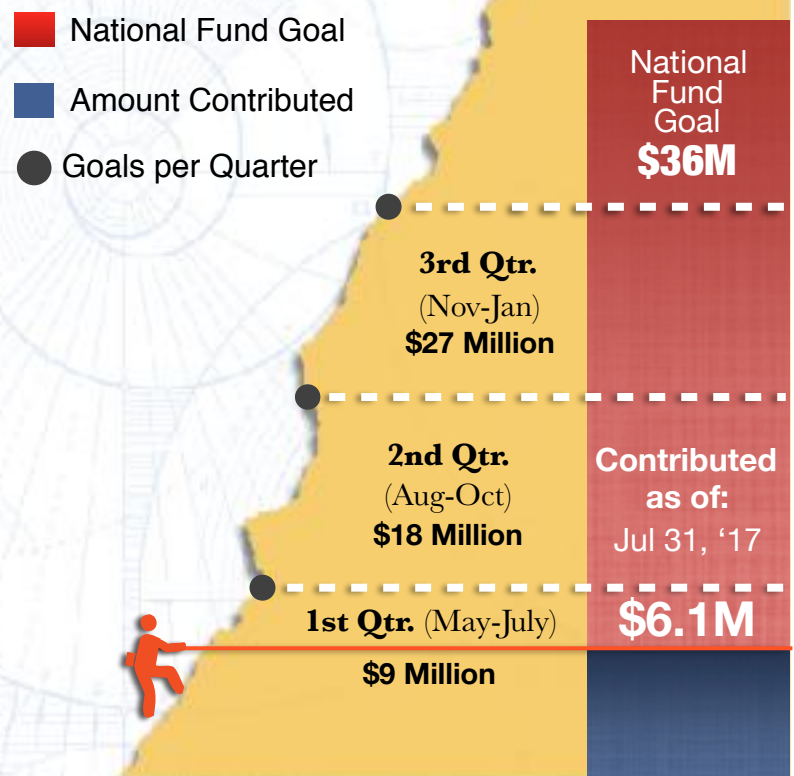 National Fund Goal
Amount Contributed
Goals per Quarter
National
Fund
Goal
$36M
3rd Qtr.
(Nov-Jan)
$27 Million
2nd Qtr.
(Aug-Oct)
$18 Million
Contributed
as of:
Jul 31, ‘17
$6.1M
1st Qtr. (May-July)
$9 Million